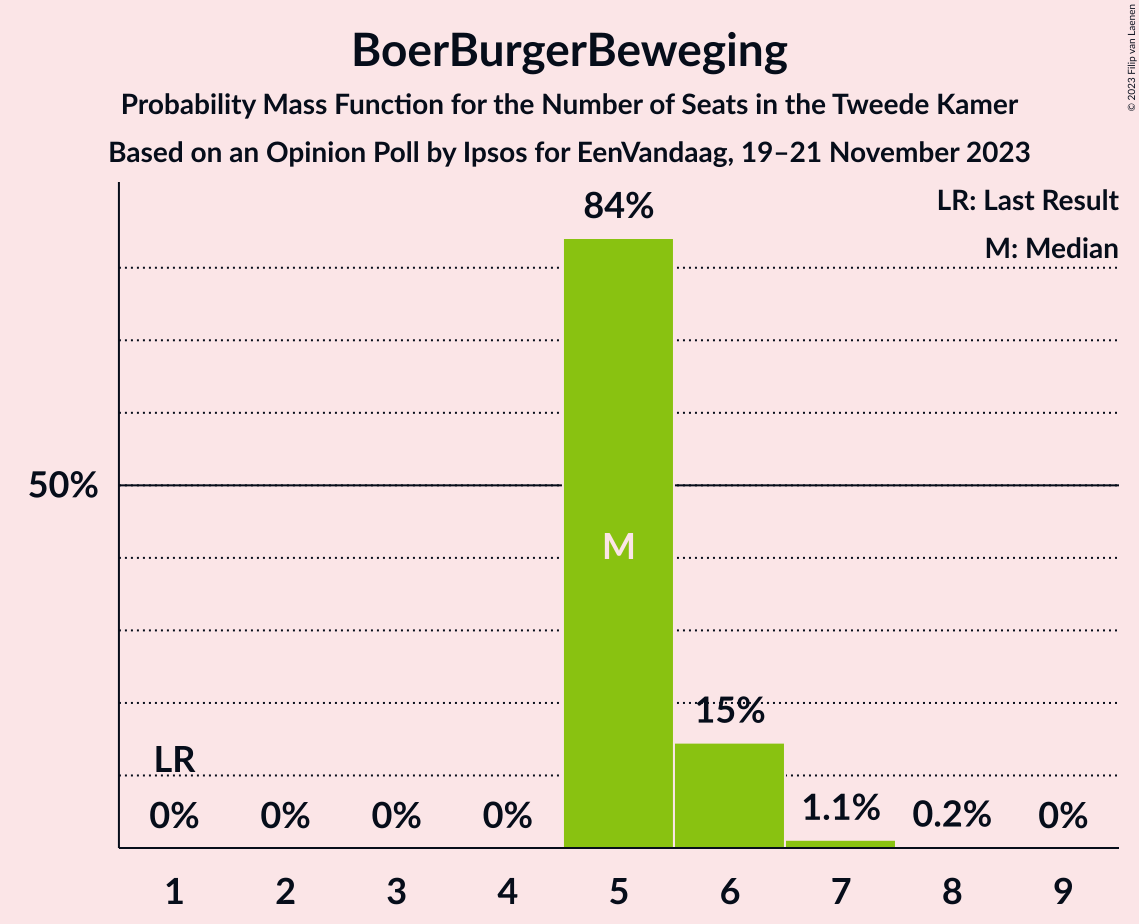 BoerBurgerBeweging
Probability Mass Function for the Number of Seats in the Tweede Kamer
Based on an Opinion Poll by Ipsos for EenVandaag, 19–21 November 2023
© 2023 Filip van Laenen
LR: Last Result
M: Median
84%
50%
M
15%
LR
0% 0% 0% 0% 1.1% 0.2% 0%
1 2 3 4 5 6 7 8 9